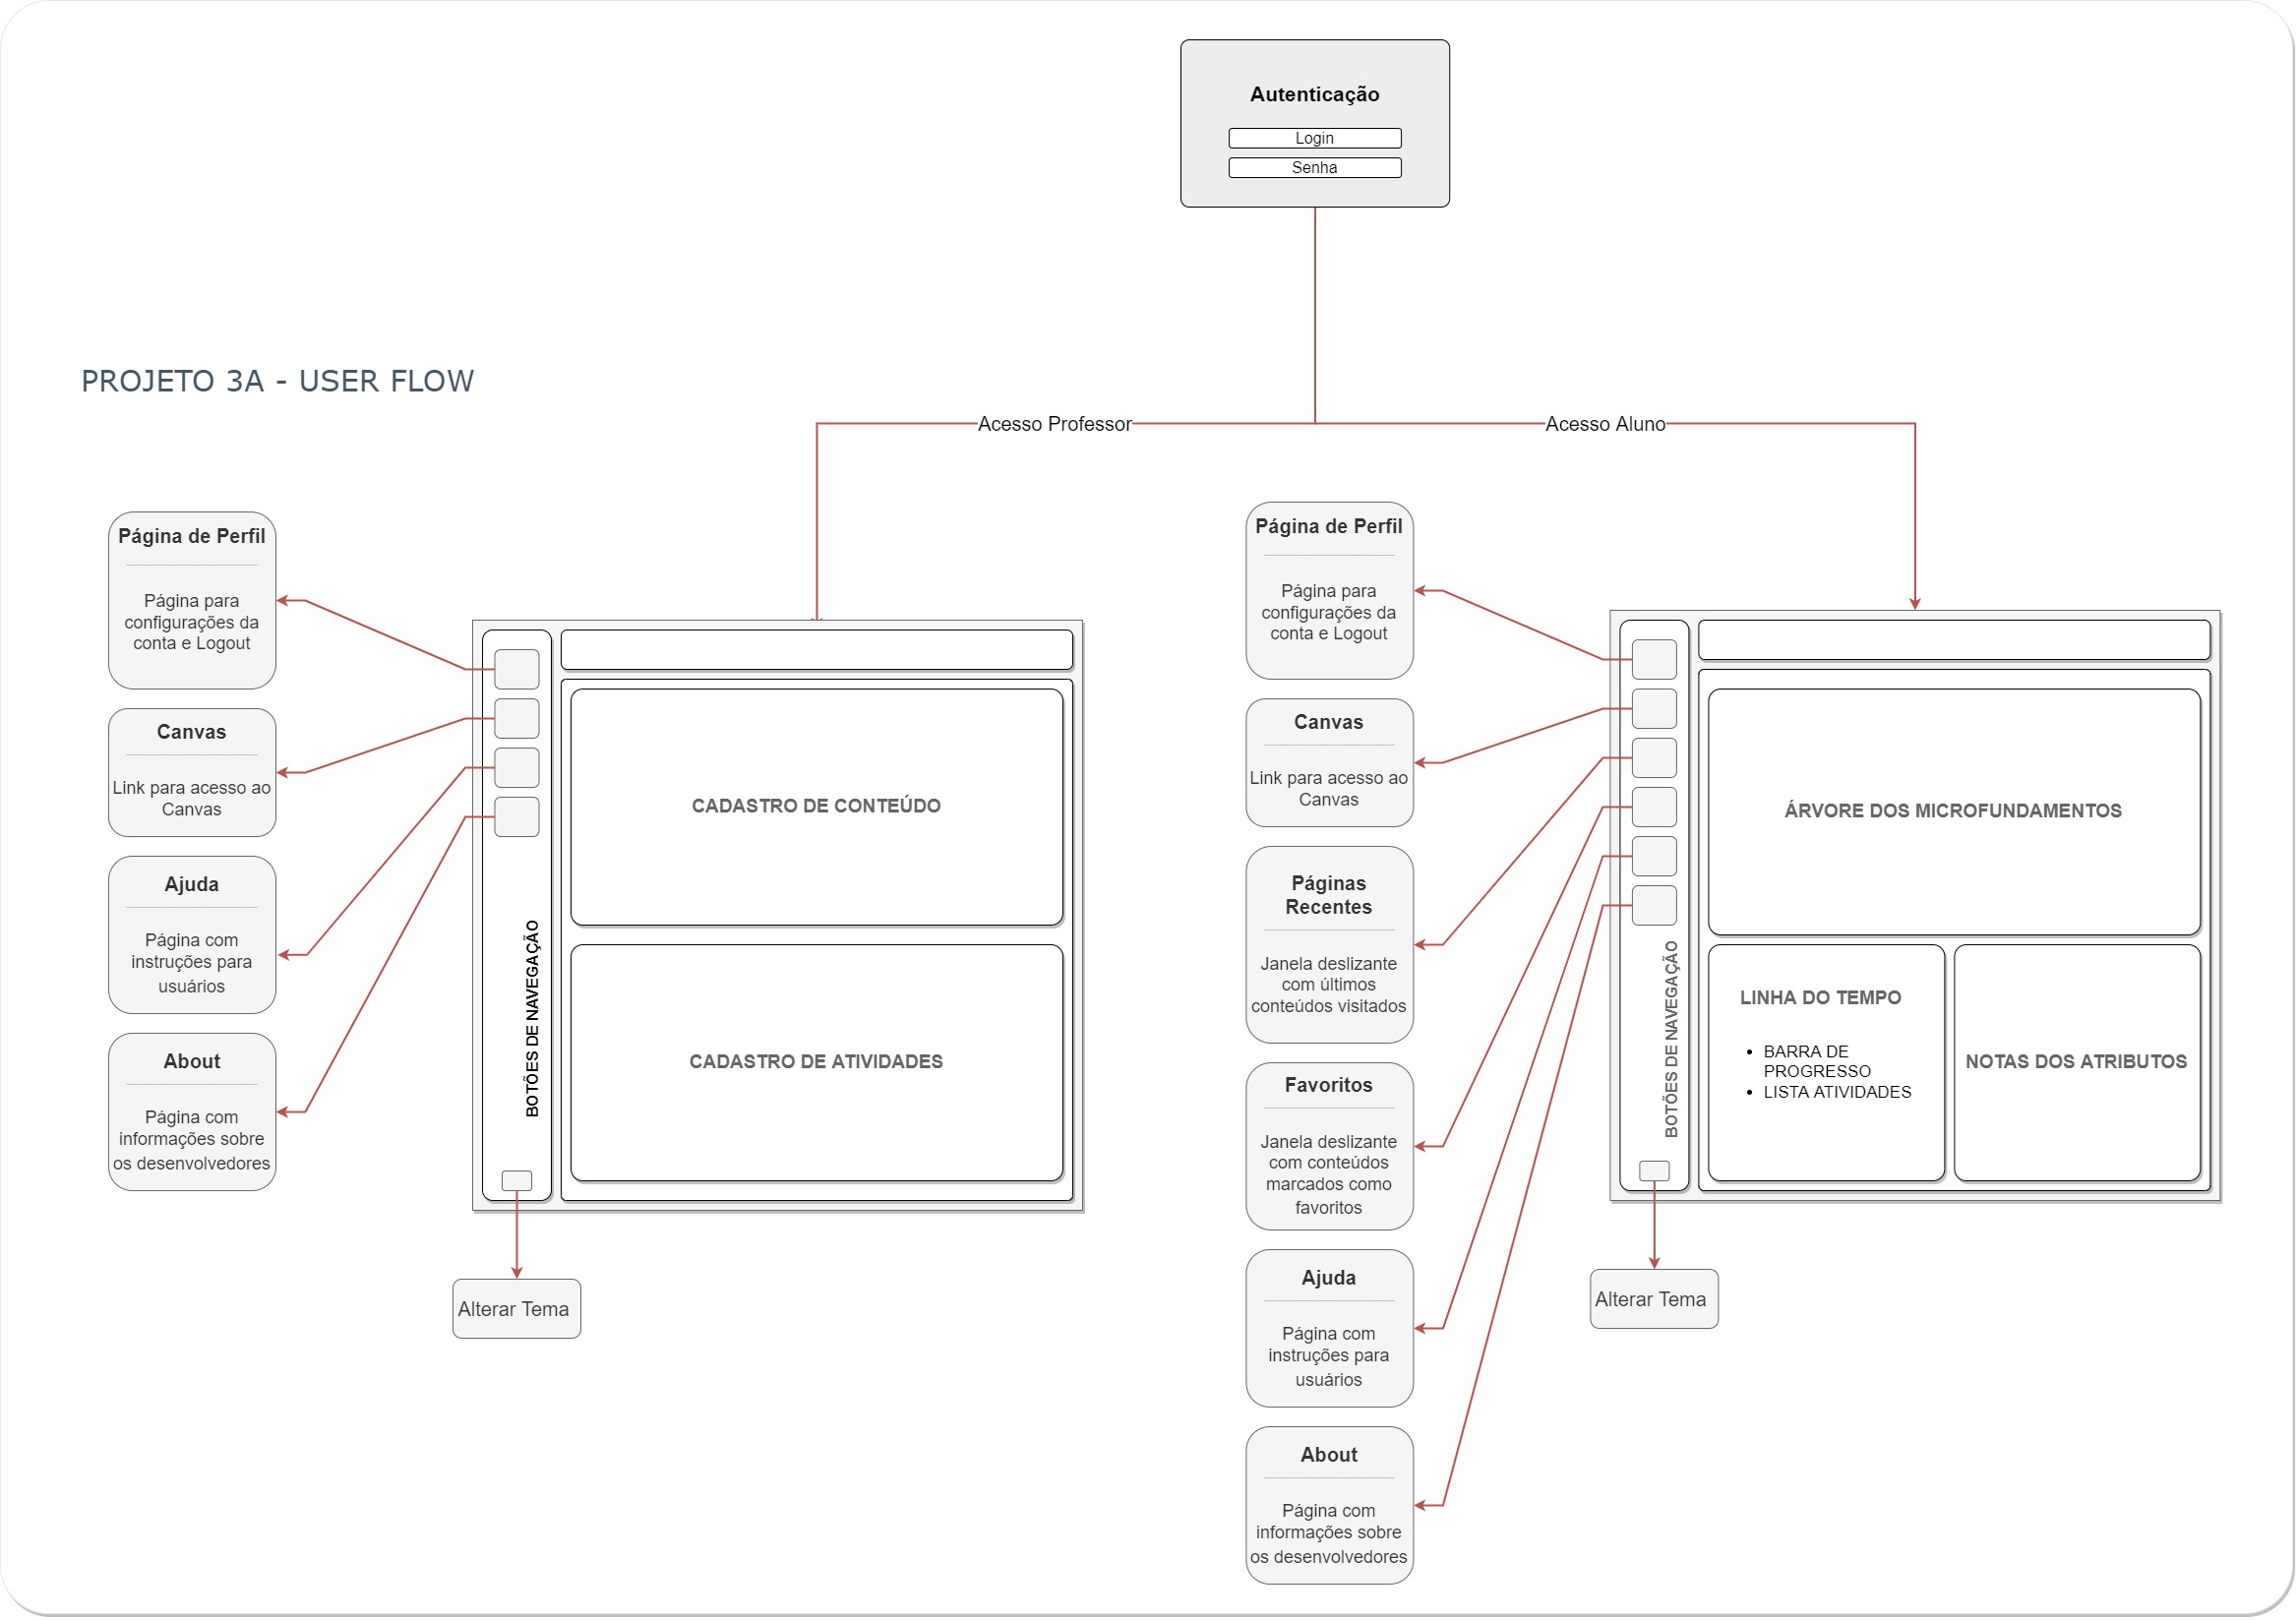 Autenticação
Login
Senha
PROJETO 3A - USER FLOW
Acesso Professor
Acesso Aluno
Página de Perfil
Página para
configurações da
conta e Logout
Canvas
Link para acesso ao
Canvas
Ajuda
Página com
instruções para
usuários
About
Página com
informações sobre
os desenvolvedores
BOTÕES DE NAVEGAÇÃO
CADASTRO DE CONTEÚDO
CADASTRO DE ATIVIDADES
Alterar Tema
Página de Perfil
Página para
configurações da
conta e Logout
Canvas
Link para acesso ao
Canvas
Páginas
Recentes
Janela deslizante
com últimos
conteúdos visitados
Favoritos
Janela deslizante
com conteúdos
marcados como
favoritos
Ajuda
Página com
instruções para
usuários
About
Página com
informações sobre
os desenvolvedores
BOTÕES DE NAVEGAÇÃO
ÁRVORE DOS MICROFUNDAMENTOS
LINHA DO TEMPO
• BARRA DE
PROGRESSO
• LISTA ATIVIDADES
NOTAS DOS ATRIBUTOS
Alterar Tema